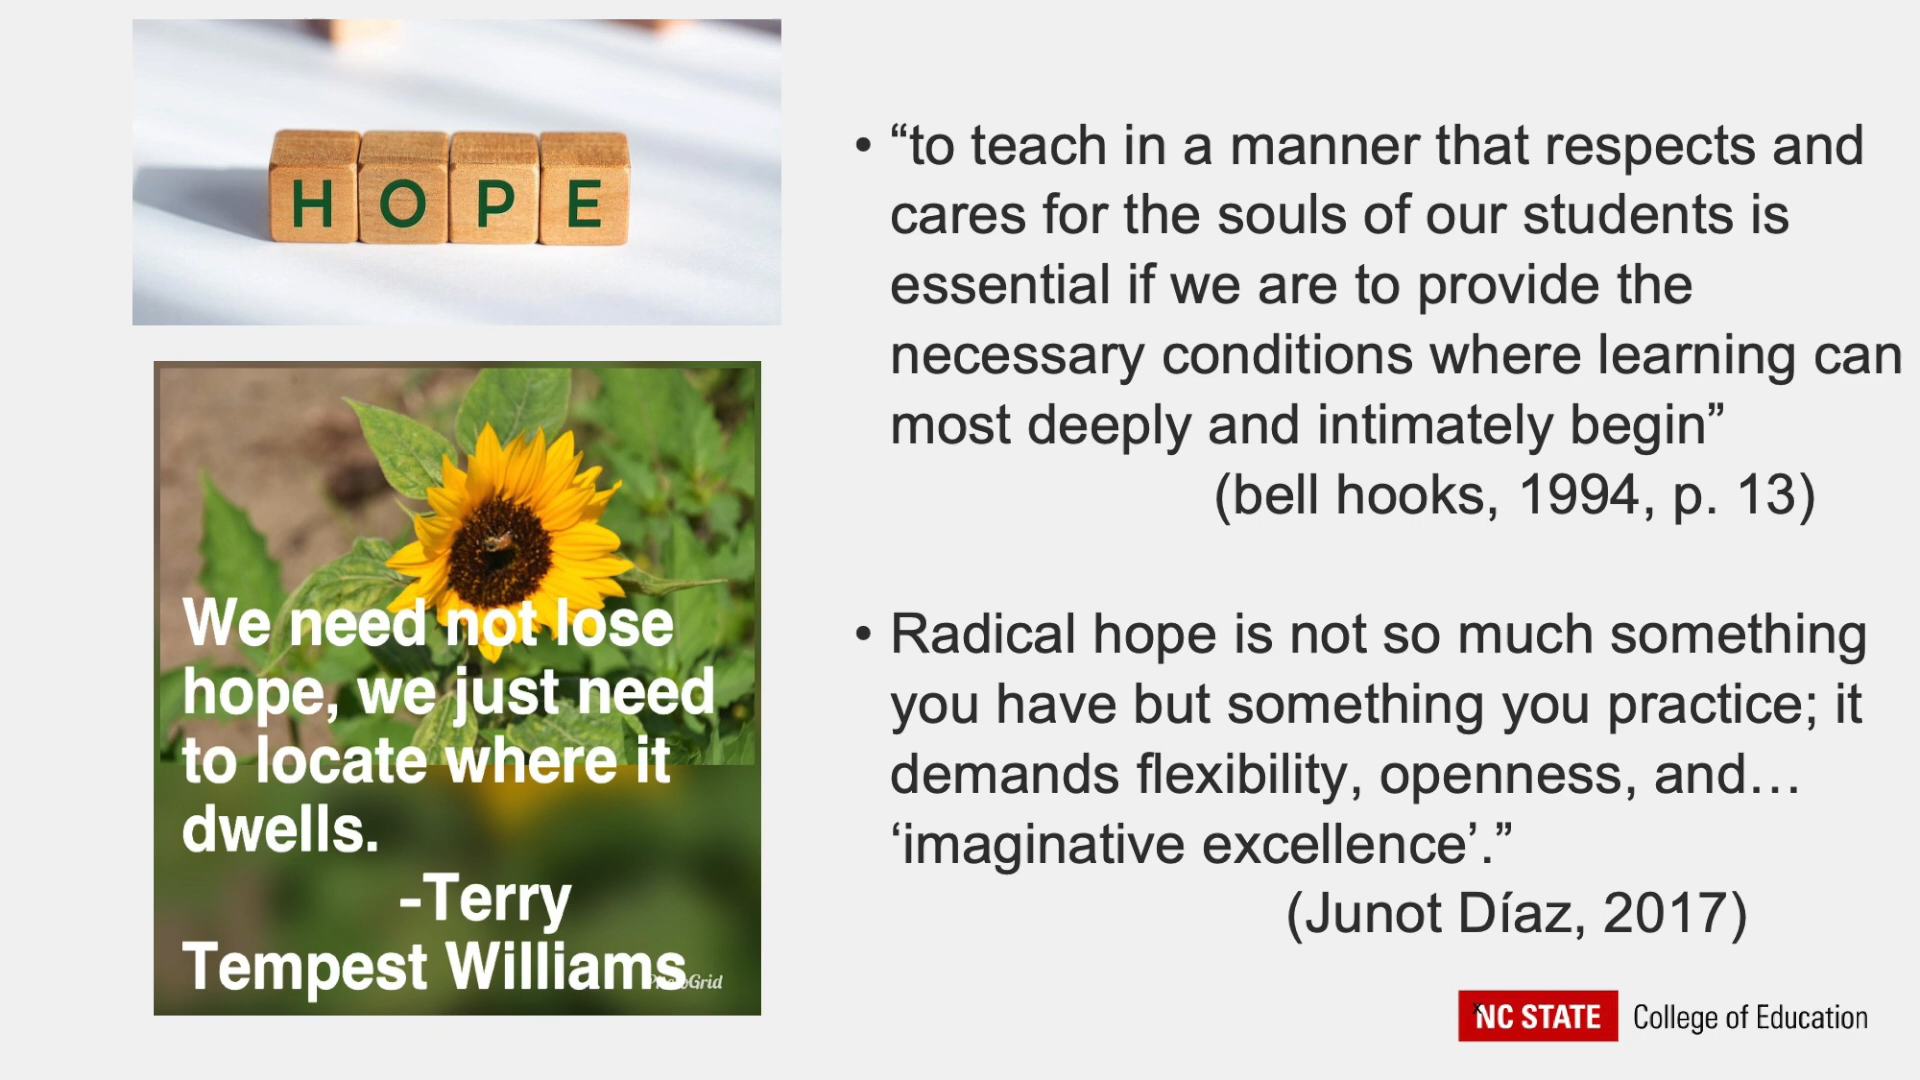 HOPE
We need not lose
hope, we just need
to locate where it
dwells.
-Terry
Tempest Williams
PhotoGrid
• “to teach in a manner that respects and
cares for the souls of our students is
essential if we are to provide the
necessary conditions where learning can
most deeply and intimately begin”
(bell hooks, 1994, p. 13)
• Radical hope is not so much something
you have but something you practice; it
demands flexibility, openness, and…
‘imaginative excellence’.”
(Junot Díaz, 2017)
x
NC STATE College of Education